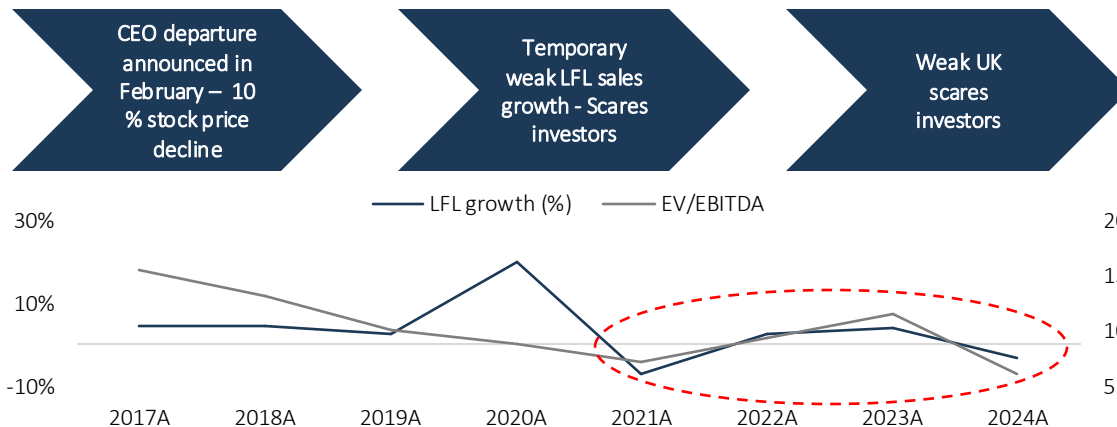 CEO departure
announced in
February – 10
% stock price
decline
Temporary
weak LFL sales
growth - Scares
investors
Weak UK
scares
investors
LFL growth (%)
EV/EBITDA
30%
10%
-10%
5
2017A
2018A
2019A
2020A
2021A
2022A
2023A
2024A